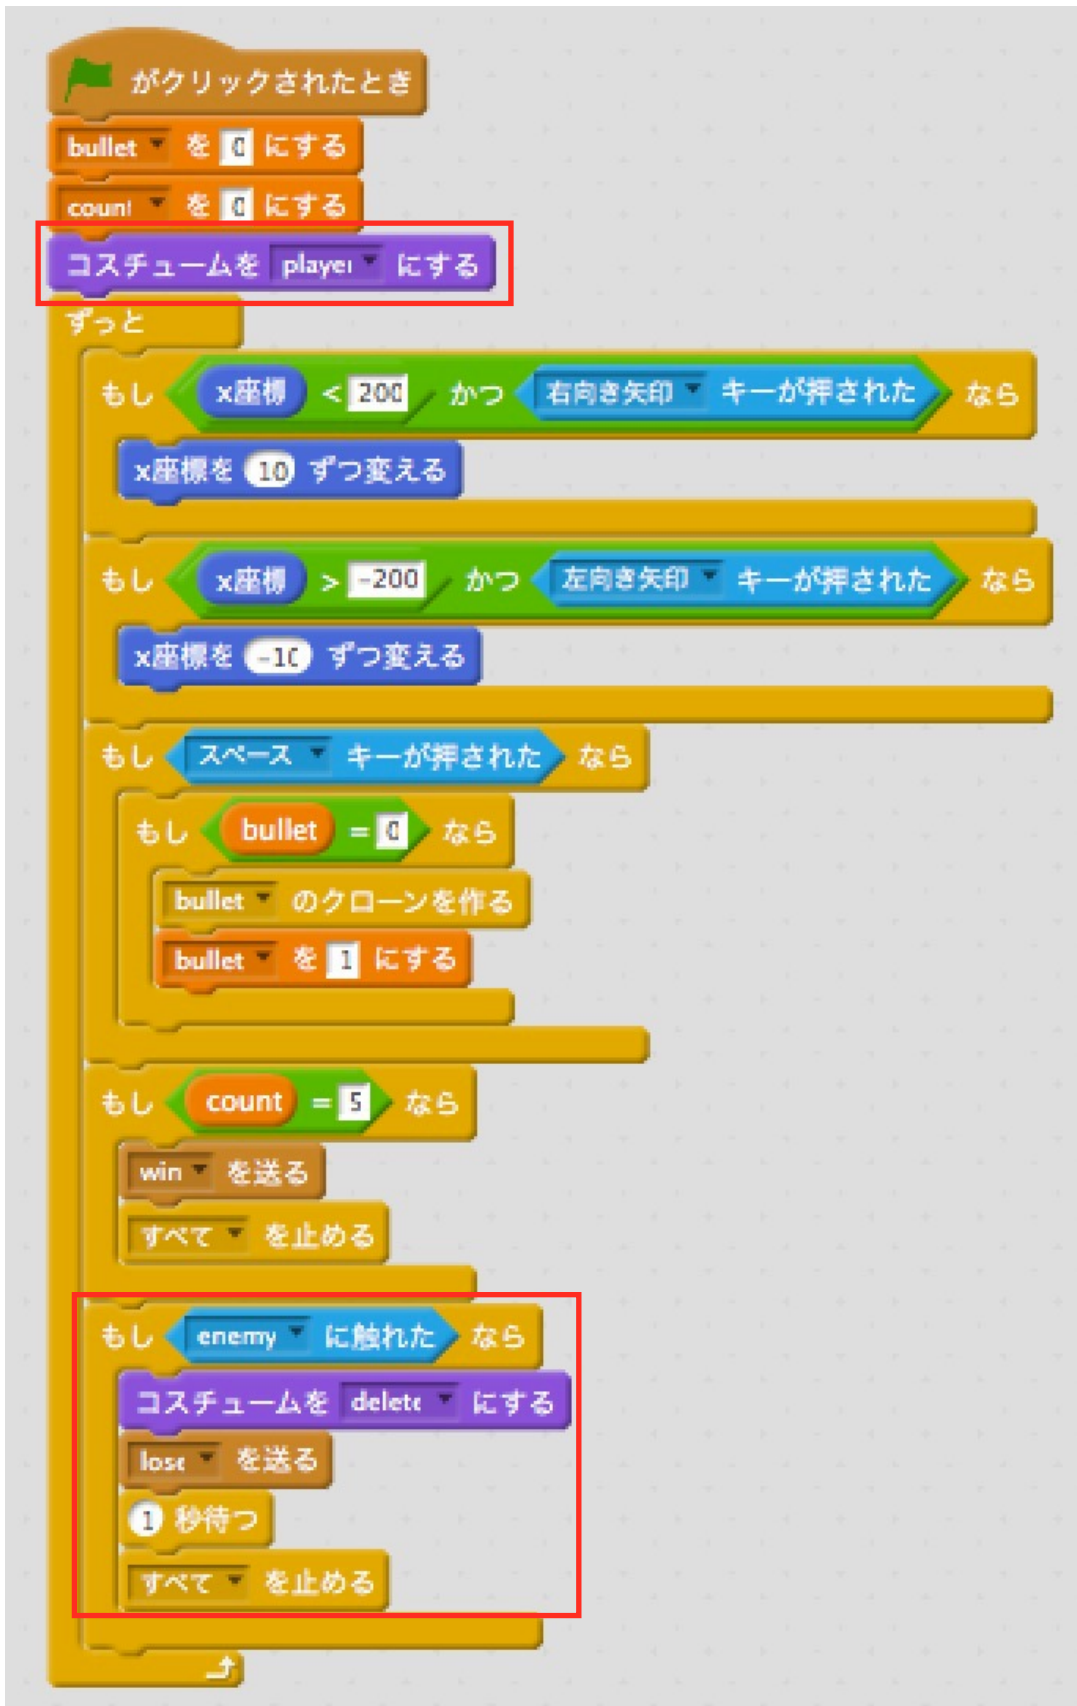 がクリックされたとき
bullet を 0 にする
count を 0 にする
コスチュームを player にする
ずっと
もし x座標 < 200 かつ 右向き矢印 キーが押された なら
x座標を 10 ずつ変える
もし x座標 > -200 かつ 左向き矢印 キーが押された なら
x座標を -10 ずつ変える
もし スペース キーが押された なら
もし bullet = 0 なら
bullet のクローンを作る
bullet を 1 にする
もし count = 5 なら
win を送る
すべて を止める
もし enemy に触れた なら
コスチュームを delete にする
lose を送る
1 秒待つ
すべて を止める